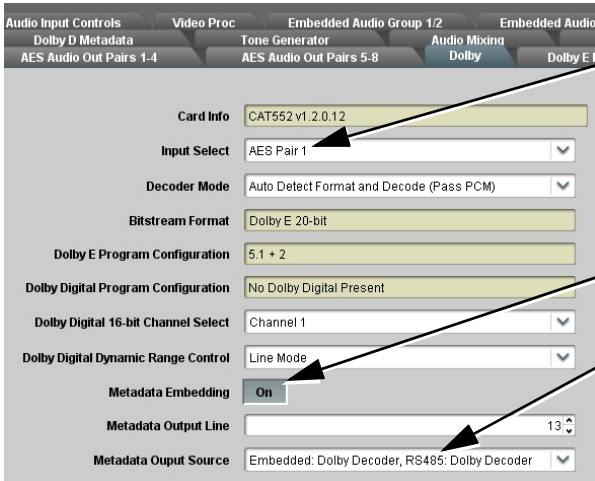 Audio Input Controls Video Proc Embedded Audio Group 1/2 Embedded Audio
Dolby D Metadata Tone Generator Audio Mixing
AES Audio Out Pairs 1-4 AES Audio Out Pairs 5-8 Dolby Dolby E
Card Info CAT552 v1.2.0.12
Input Select AES Pair 1
Decoder Mode Auto Detect Format and Decode (Pass PCM)
Bitstream Format Dolby E 20-bit
Dolby E Program Configuration 5.1 + 2
Dolby Digital Program Configuration No Dolby Digital Present
Dolby Digital 16-bit Channel Select Channel 1
Dolby Digital Dynamic Range Control Line Mode
Metadata Embedding On
Metadata Output Line 13
Metadata Ouput Source Embedded: Dolby Decoder, RS485: Dolby Decoder